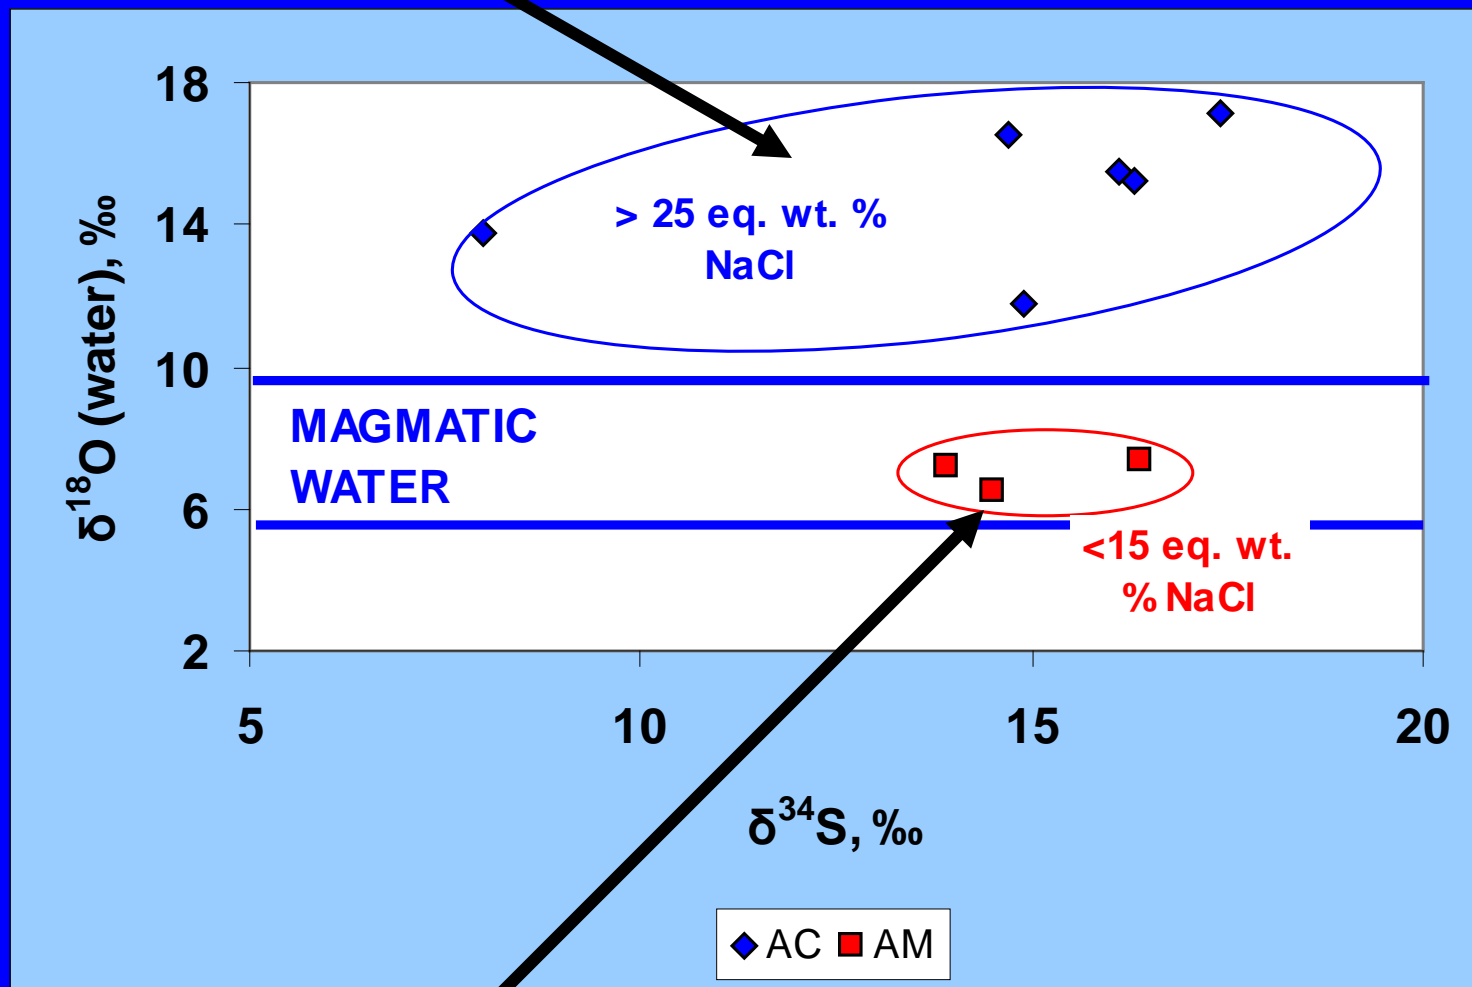 18
14
10
6
2
δ¹⁸O (water), ‰
> 25 eq. wt. %
NaCl
MAGMATIC
WATER
<15 eq. wt.
% NaCl
5 10 15 20
δ³⁴S, ‰
AC AM